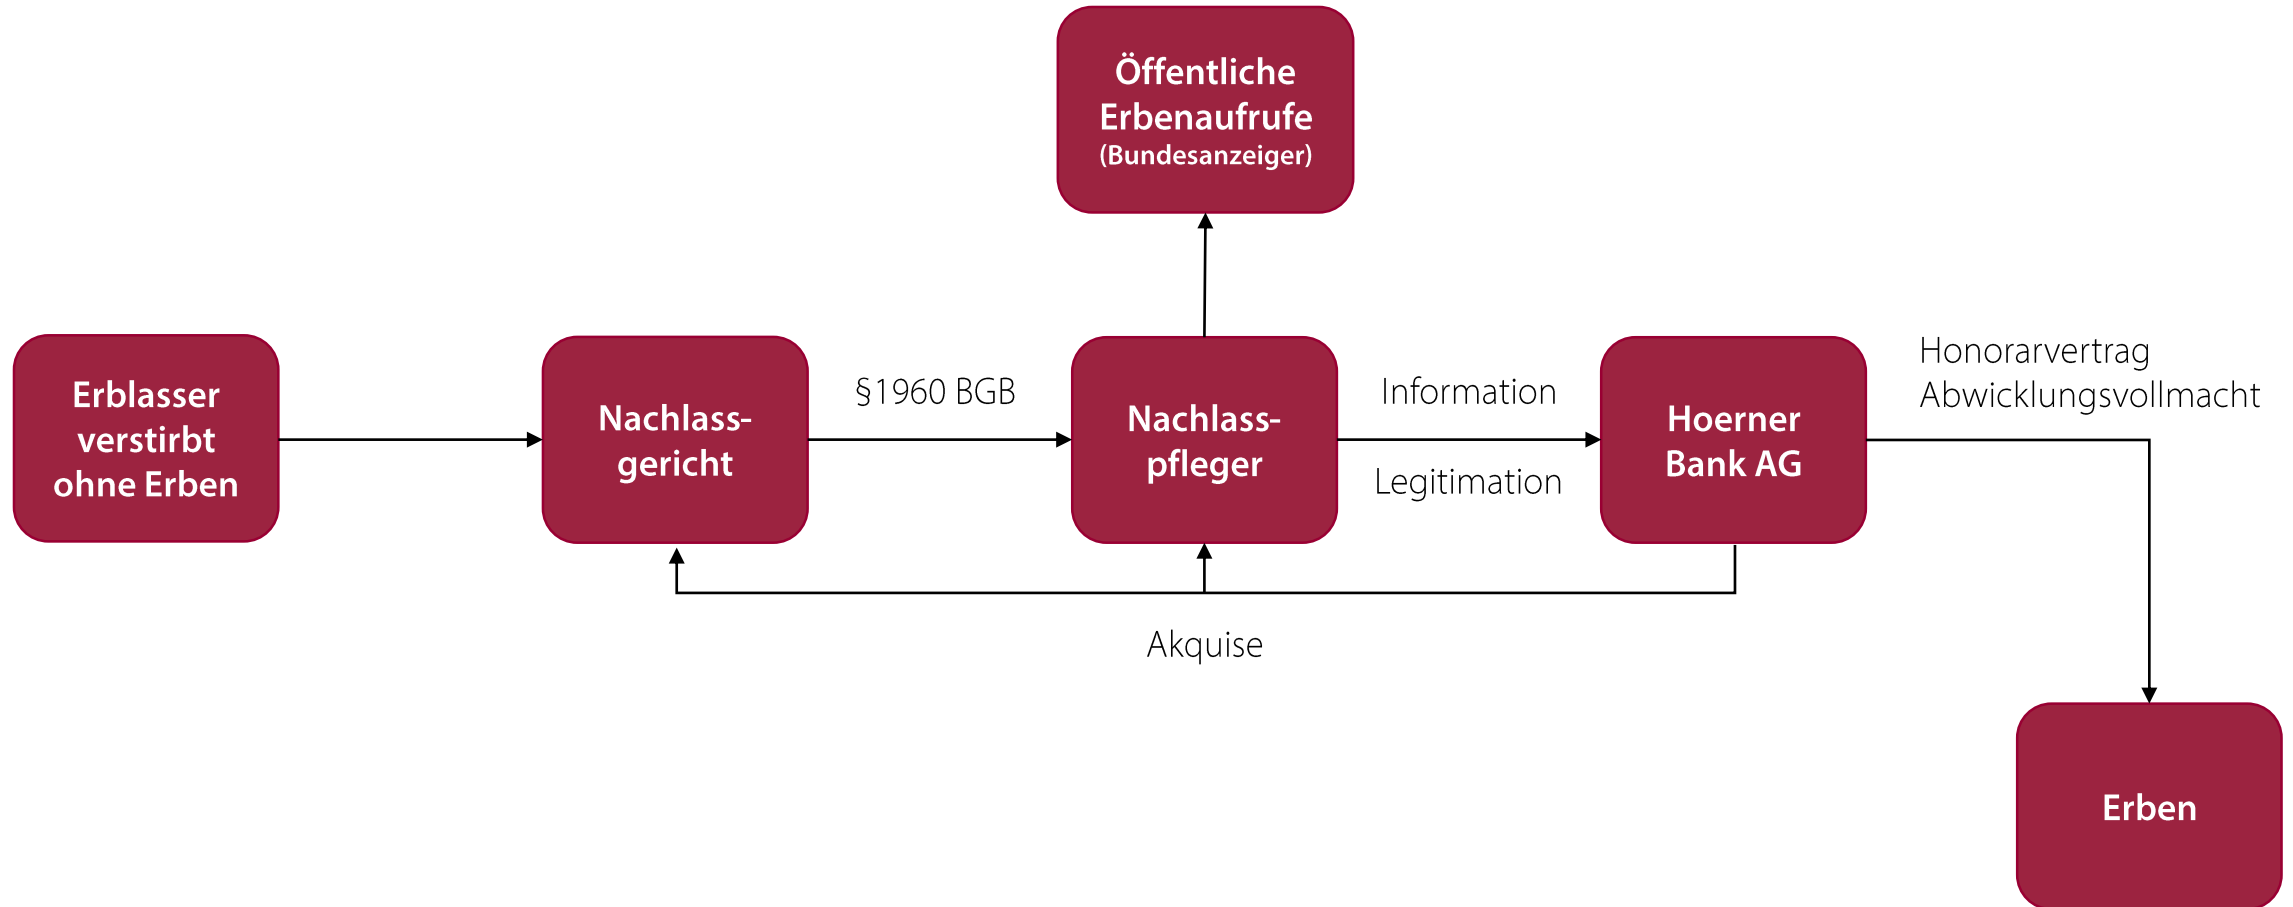 Öffentliche
Erbenaufrufe
(Bundesanzeiger)
Erblasser
verstirbt
ohne Erben
Nachlass-
gericht
§1960 BGB
Nachlass-
pfleger
Information
Legitimation
Hoerner
Bank AG
Honorarvertrag
Abwicklungsvollmacht
Akquise
Erben